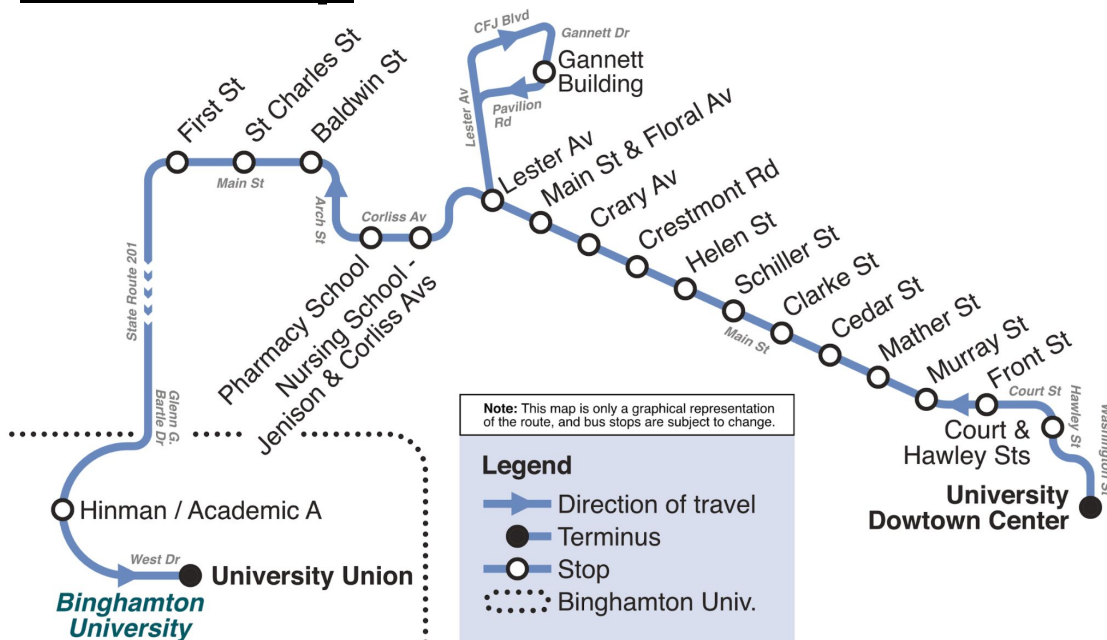 CFJ Blvd
Gannett Dr
Gannett
Building
Pavilion
Rd
Lester Av
First St
St Charles St
Baldwin St
Main St
Arch St
Corliss Av
State Route 201
Pharmacy School
Nursing School -
Jenison & Corliss Avs
Lester Av
Main St & Floral Av
Crary Av
Crestmont Rd
Helen St
Schiller St
Clarke St
Cedar St
Mather St
Murray St
Front St
Main St
Court St
Hawley St
Washington St
Court &
Hawley Sts
University
Dowtown Center
Glenn G.
Bartle Dr
Hinman / Academic A
West Dr
University Union
Binghamton
University
Note: This map is only a graphical representation
of the route, and bus stops are subject to change.
Legend
Direction of travel
Terminus
Stop
Binghamton Univ.